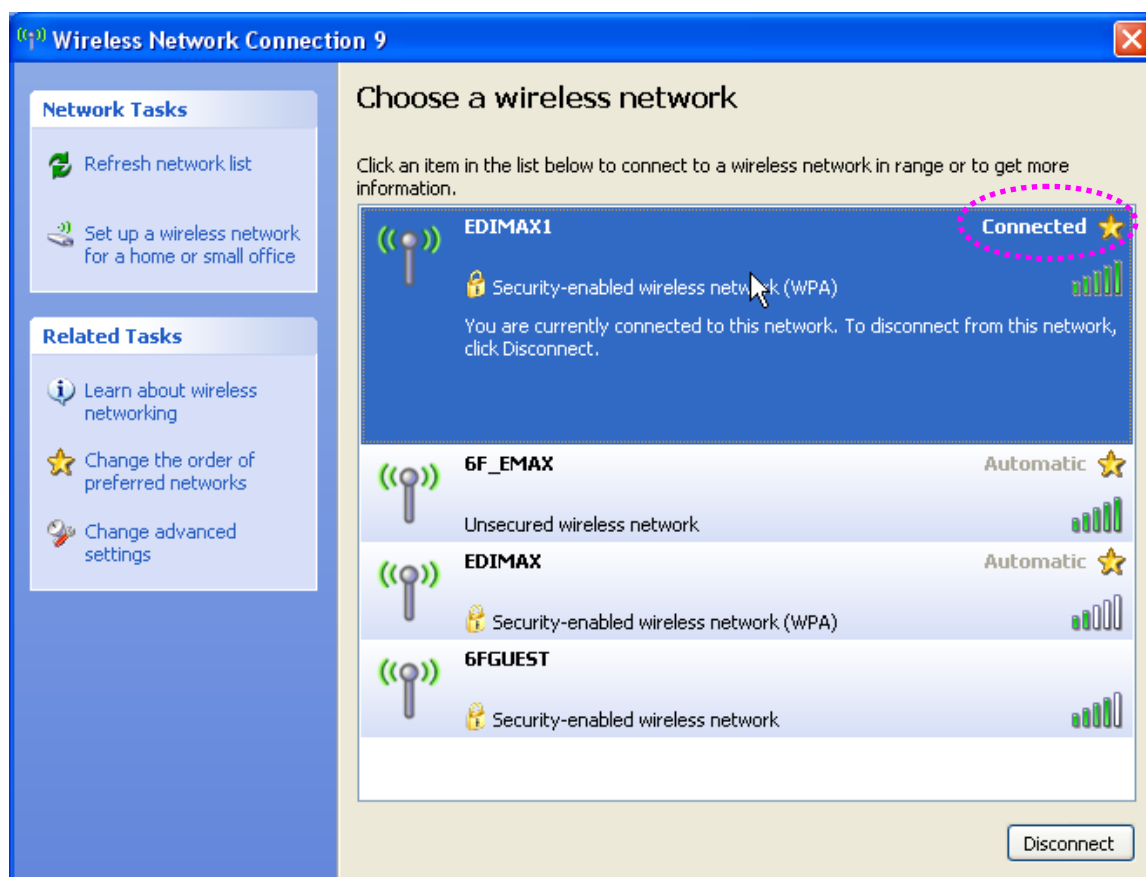 Wireless Network Connection 9
Network Tasks
Refresh network list
Set up a wireless network
for a home or small office
Related Tasks
Learn about wireless
networking
Change the order of
preferred networks
Change advanced
settings
Choose a wireless network
Click an item in the list below to connect to a wireless network in range or to get more
information.
EDIMAX1 Connected
Security-enabled wireless network (WPA)
You are currently connected to this network. To disconnect from this network,
click Disconnect.
6F_EMAX Automatic
Unsecured wireless network
EDIMAX Automatic
Security-enabled wireless network (WPA)
6FGUEST
Security-enabled wireless network
Disconnect